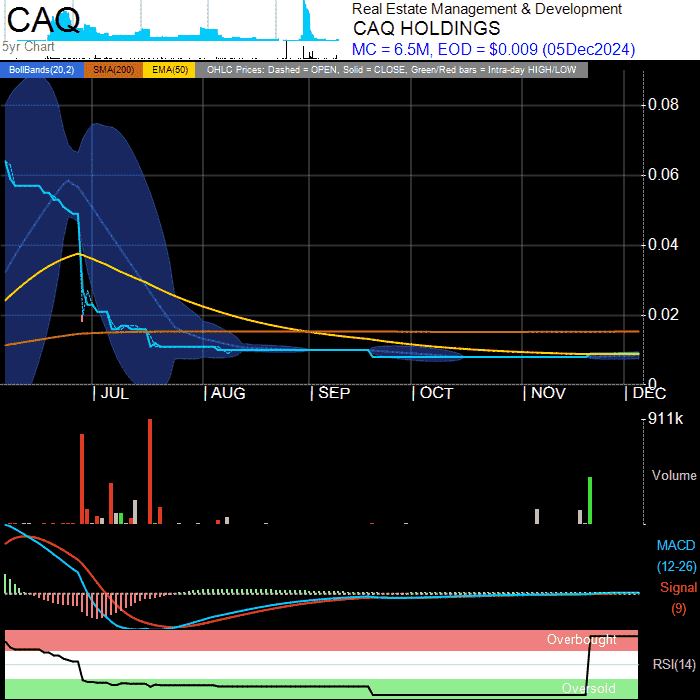 CAQ
5yr Chart
Real Estate Management & Development
CAQ HOLDINGS
MC = 6.5M, EOD = $0.009 (05Dec2024)
BollBands(20,2) SMA(200) EMA(50) OHLC Prices: Dashed = OPEN, Solid = CLOSE, Green/Red bars = Intra-day HIGH/LOW
0.08
0.06
0.04
0.02
0
| JUL | AUG | SEP | OCT | NOV | DEC
911k
Volume
MACD
(12-26)
Signal
(9)
Overbought
RSI(14)
Oversold